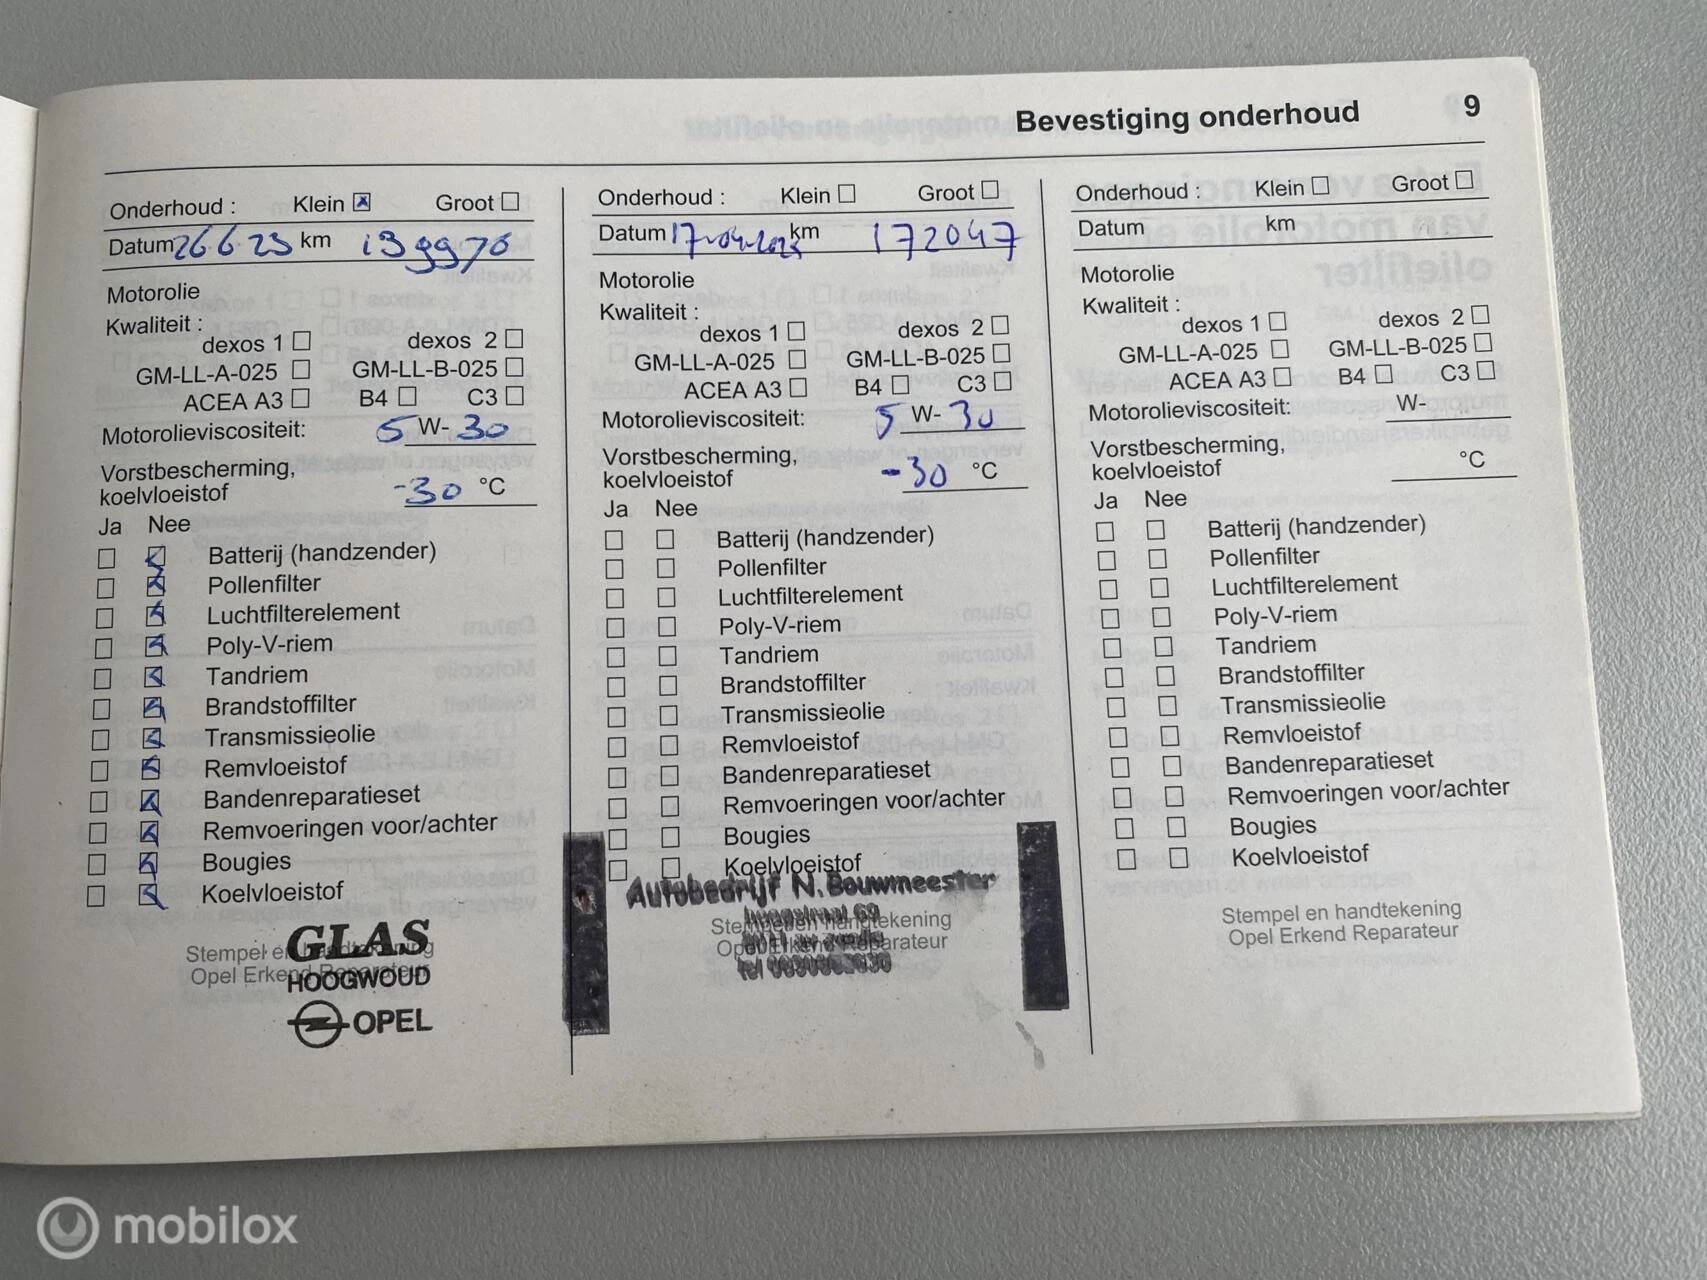 Bevestiging onderhoud 9
Onderhoud : Klein Groot
Datum 26 6 23 km 139970
Motorolie
Kwaliteit :
dexos 1 dexos 2
GM-LL-A-025 GM-LL-B-025
ACEA A3 B4 C3
Motorolieviscositeit: 5 W- 30
Vorstbescherming,
koelvloeistof -30 °C
Ja Nee
Batterij (handzender)
Pollenfilter
Luchtfilterelement
Poly-V-riem
Tandriem
Brandstoffilter
Transmissieolie
Remvloeistof
Bandenreparatieset
Remvoeringen voor/achter
Bougies
Koelvloeistof
Stempel en handtekening
Opel Erkend Reparateur
GLAS
HOOGWOUD
OPEL
Onderhoud : Klein Groot
Datum km 172047
Motorolie
Kwaliteit :
dexos 1 dexos 2
GM-LL-A-025 GM-LL-B-025
ACEA A3 B4 C3
Motorolieviscositeit: 5 W- 30
Vorstbescherming,
koelvloeistof -30 °C
Ja Nee
Batterij (handzender)
Pollenfilter
Luchtfilterelement
Poly-V-riem
Tandriem
Brandstoffilter
Transmissieolie
Remvloeistof
Bandenreparatieset
Remvoeringen voor/achter
Bougies
Koelvloeistof
Autobedrijf N. Bouwmeester
Stempel en handtekening
Opel Erkend Reparateur
Onderhoud : Klein Groot
Datum km
Motorolie
Kwaliteit :
dexos 1 dexos 2
GM-LL-A-025 GM-LL-B-025
ACEA A3 B4 C3
Motorolieviscositeit: W-
Vorstbescherming,
koelvloeistof °C
Ja Nee
Batterij (handzender)
Pollenfilter
Luchtfilterelement
Poly-V-riem
Tandriem
Brandstoffilter
Transmissieolie
Remvloeistof
Bandenreparatieset
Remvoeringen voor/achter
Bougies
Koelvloeistof
Stempel en handtekening
Opel Erkend Reparateur
mobilox